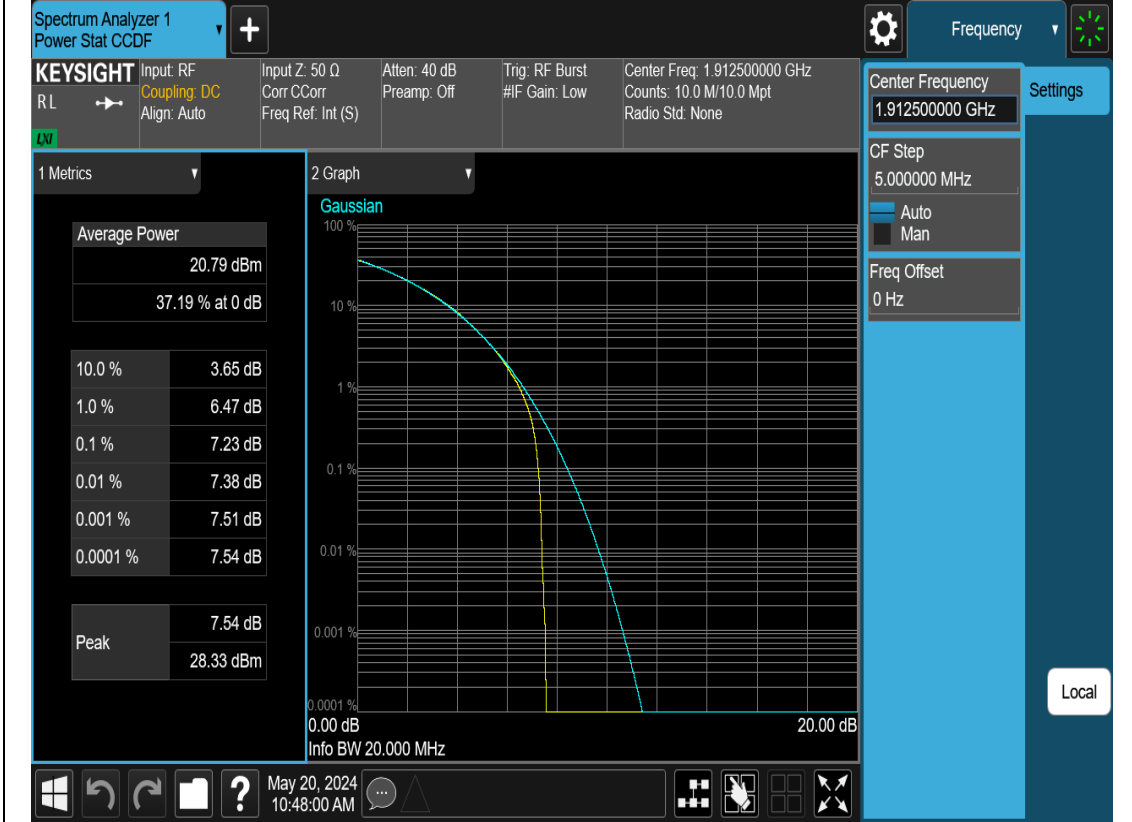 Spectrum Analyzer 1
Power Stat CCDF
Frequency
KEYSIGHT
RL
LXI
Input: RF
Coupling: DC
Align: Auto
Input Z: 50 Ω
Corr CCorr
Freq Ref: Int (S)
Atten: 40 dB
Preamp: Off
Trig: RF Burst
#IF Gain: Low
Center Freq: 1.912500000 GHz
Counts: 10.0 M/10.0 Mpt
Radio Std: None
Center Frequency
1.912500000 GHz
Settings
CF Step
5.000000 MHz
Auto
Man
Freq Offset
0 Hz
Local
1 Metrics
Average Power
20.79 dBm
37.19 % at 0 dB
10.0 % 3.65 dB
1.0 % 6.47 dB
0.1 % 7.23 dB
0.01 % 7.38 dB
0.001 % 7.51 dB
0.0001 % 7.54 dB
Peak
7.54 dB
28.33 dBm
2 Graph
Gaussian
100 %
10 %
1 %
0.1 %
0.01 %
0.001 %
0.0001 %
0.00 dB 20.00 dB
Info BW 20.000 MHz
May 20, 2024
10:48:00 AM